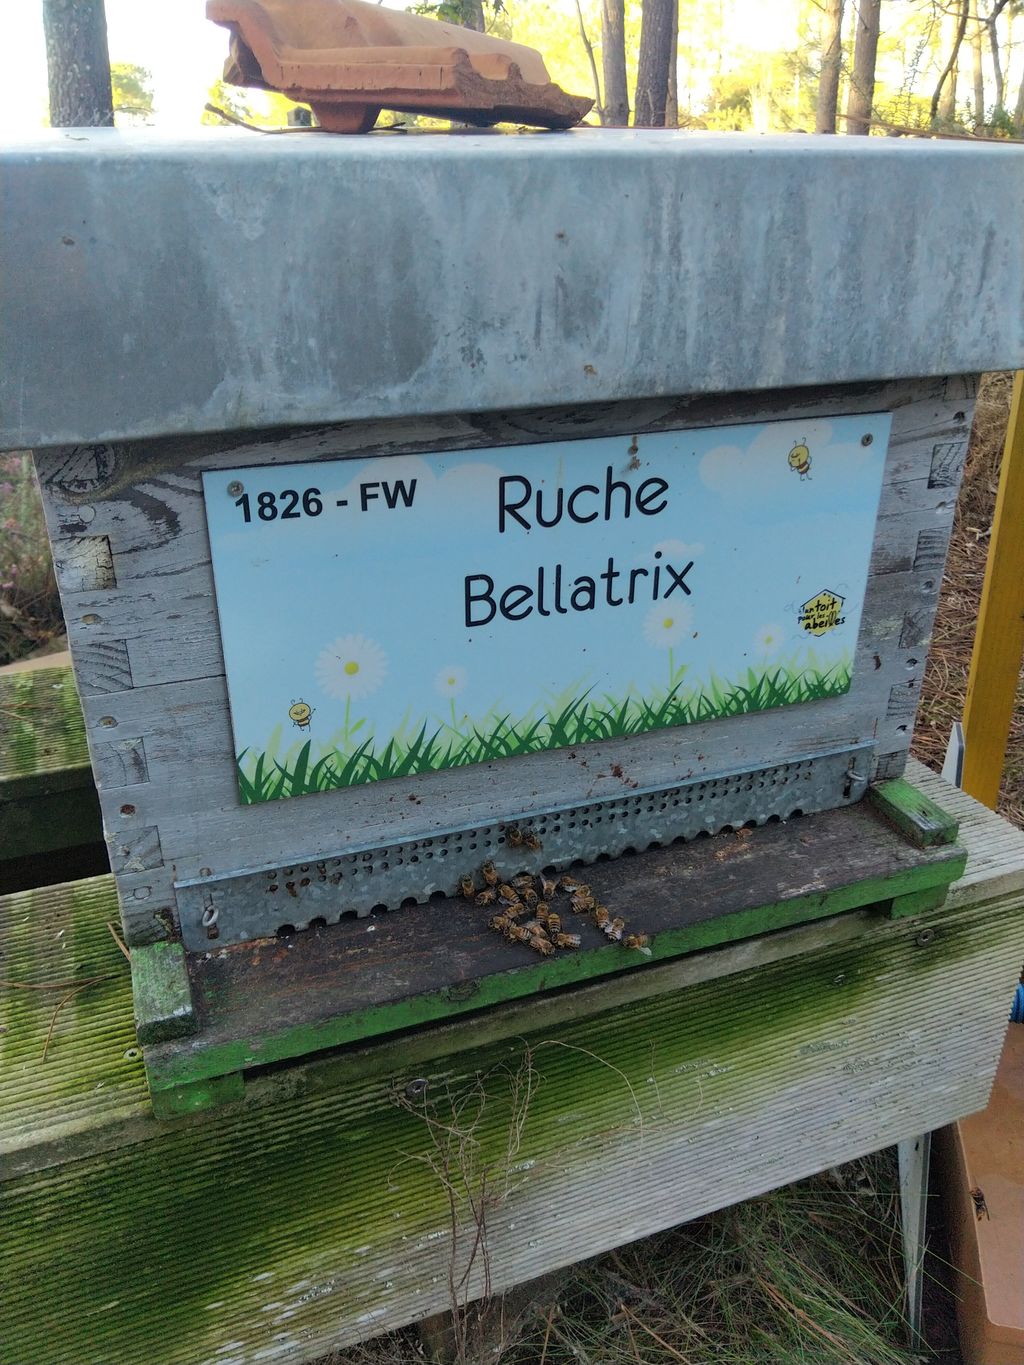 1826 - FW
Ruche
Bellatrix
un toit
pour les
abeilles